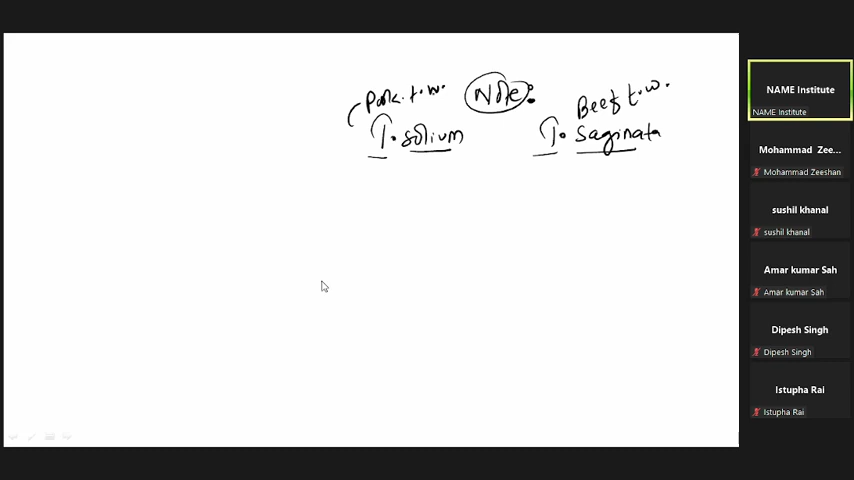 Pork. t. w. Note: Beef t. w.
T. solium T. Saginata
NAME Institute
NAME Institute
Mohammad Zee...
Mohammad Zeeshan
sushil khanal
sushil khanal
Amar kumar Sah
Amar kumar Sah
Dipesh Singh
Dipesh Singh
Istupha Rai
Istupha Rai